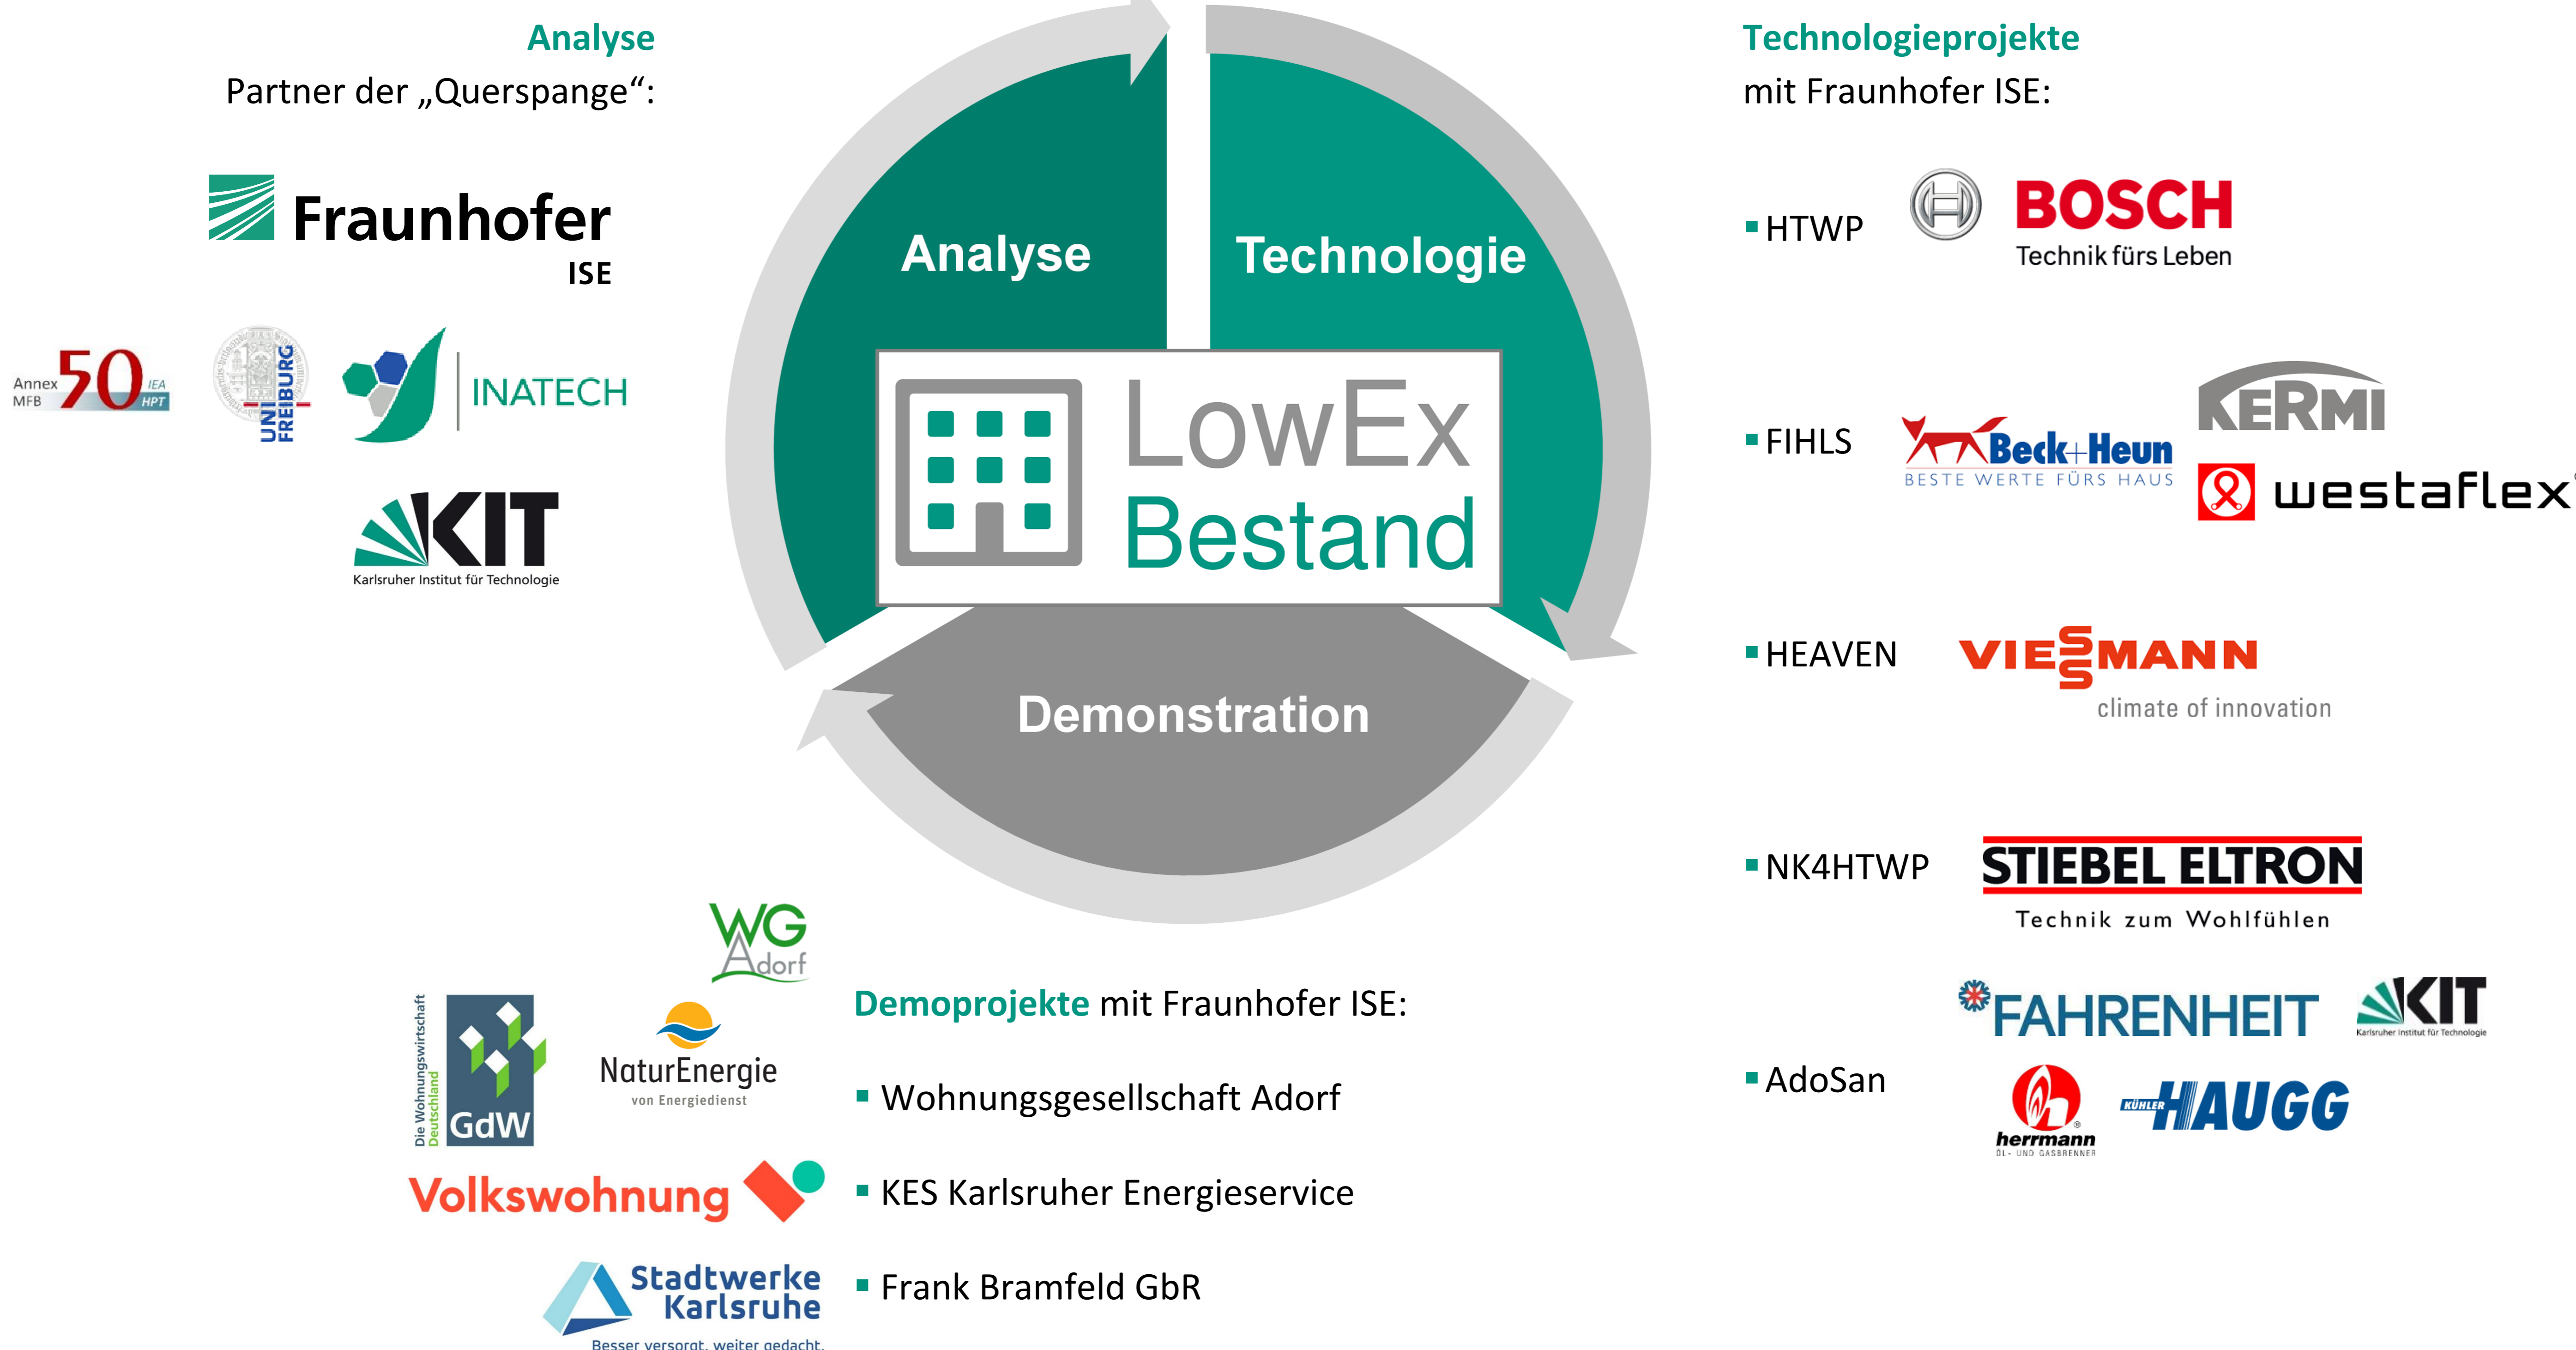 Analyse
Partner der „Querspange“:
Fraunhofer
ISE
Annex
MFB
50
IEA
HPT
UNI
FREIBURG
INATECH
KIT
Karlsruher Institut für Technologie
Analyse
Technologie
LowEx
Bestand
Demonstration
Technologieprojekte
mit Fraunhofer ISE:
▪ HTWP
BOSCH
Technik fürs Leben
▪ FIHLS
Beck+Heun
BESTE WERTE FÜRS HAUS
KERMI
westaflex
▪ HEAVEN
VIESSMANN
climate of innovation
▪ NK4HTWP
STIEBEL ELTRON
Technik zum Wohlfühlen
▪ AdoSan
FAHRENHEIT
KIT
Karlsruher Institut für Technologie
herrmann®
ÖL- UND GASBRENNER
KÜHLER HAUGG
WG
Adorf
Die Wohnungswirtschaft
Deutschland
GdW
NaturEnergie
von Energiedienst
Volkswohnung
Stadtwerke
Karlsruhe
Besser versorgt, weiter gedacht.
Demoprojekte mit Fraunhofer ISE:
▪ Wohnungsgesellschaft Adorf
▪ KES Karlsruher Energieservice
▪ Frank Bramfeld GbR